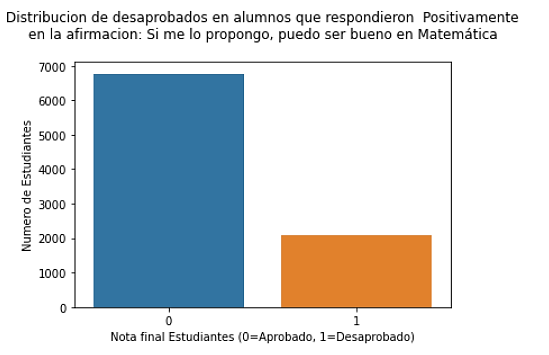 Distribucion de desaprobados en alumnos que respondieron  Positivamente
en la afirmacion: Si me lo propongo, puedo ser bueno en Matemática
7000
6000
5000
4000
3000
2000
1000
0
Numero de Estudiantes
0
1
Nota final Estudiantes (0=Aprobado, 1=Desaprobado)